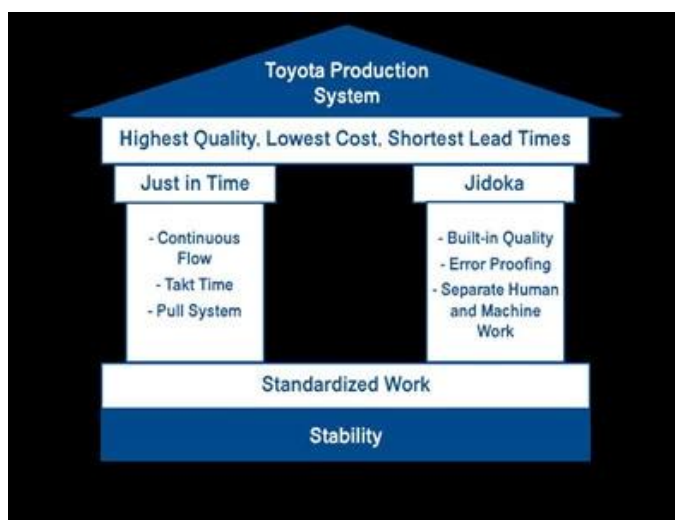 Toyota Production
System
Highest Quality, Lowest Cost, Shortest Lead Times
Just in Time
- Continuous
Flow
- Takt Time
- Pull System
Jidoka
- Built-in Quality
- Error Proofing
- Separate Human
and Machine
Work
Standardized Work
Stability